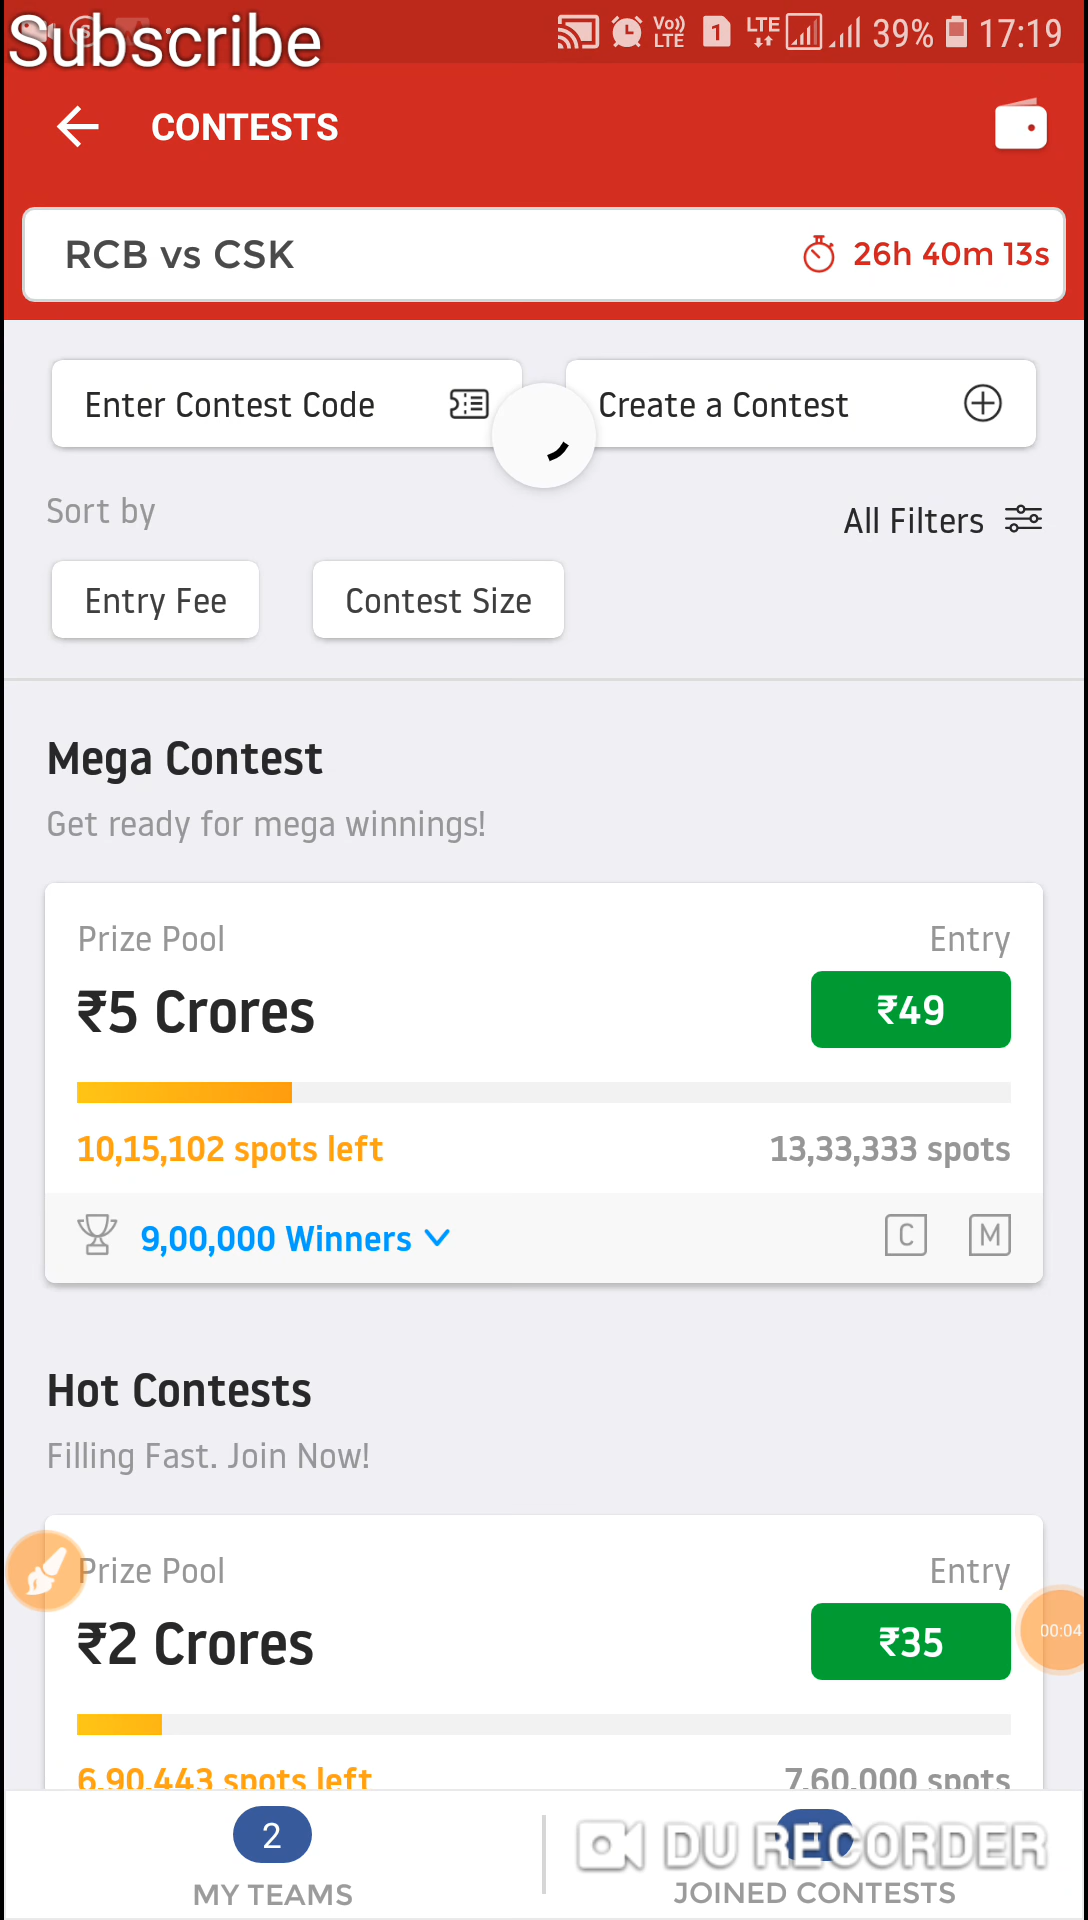 Subscribe
Vo)) LTE 1 LTE 39% 17:19
CONTESTS
RCB vs CSK 26h 40m 13s
Enter Contest Code Create a Contest
Sort by All Filters
Entry Fee Contest Size
Mega Contest
Get ready for mega winnings!
Prize Pool Entry
₹5 Crores ₹49
10,15,102 spots left 13,33,333 spots
9,00,000 Winners C M
Hot Contests
Filling Fast. Join Now!
Prize Pool Entry
₹2 Crores ₹35
00:04
6,90,443 spots left 7,60,000 spots
2 DU RECORDER
MY TEAMS JOINED CONTESTS